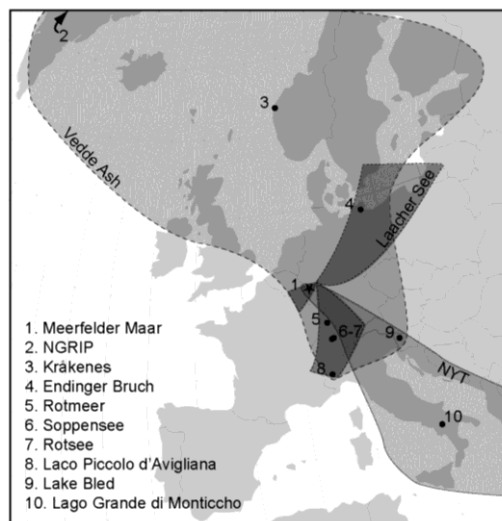 2
3
Vedde Ash
4
Laacher See
1
5
6-7
9
8
NYT
10
1. Meerfelder Maar
2. NGRIP
3. Kråkenes
4. Endinger Bruch
5. Rotmeer
6. Soppensee
7. Rotsee
8. Laco Piccolo d'Avigliana
9. Lake Bled
10. Lago Grande di Monticcho